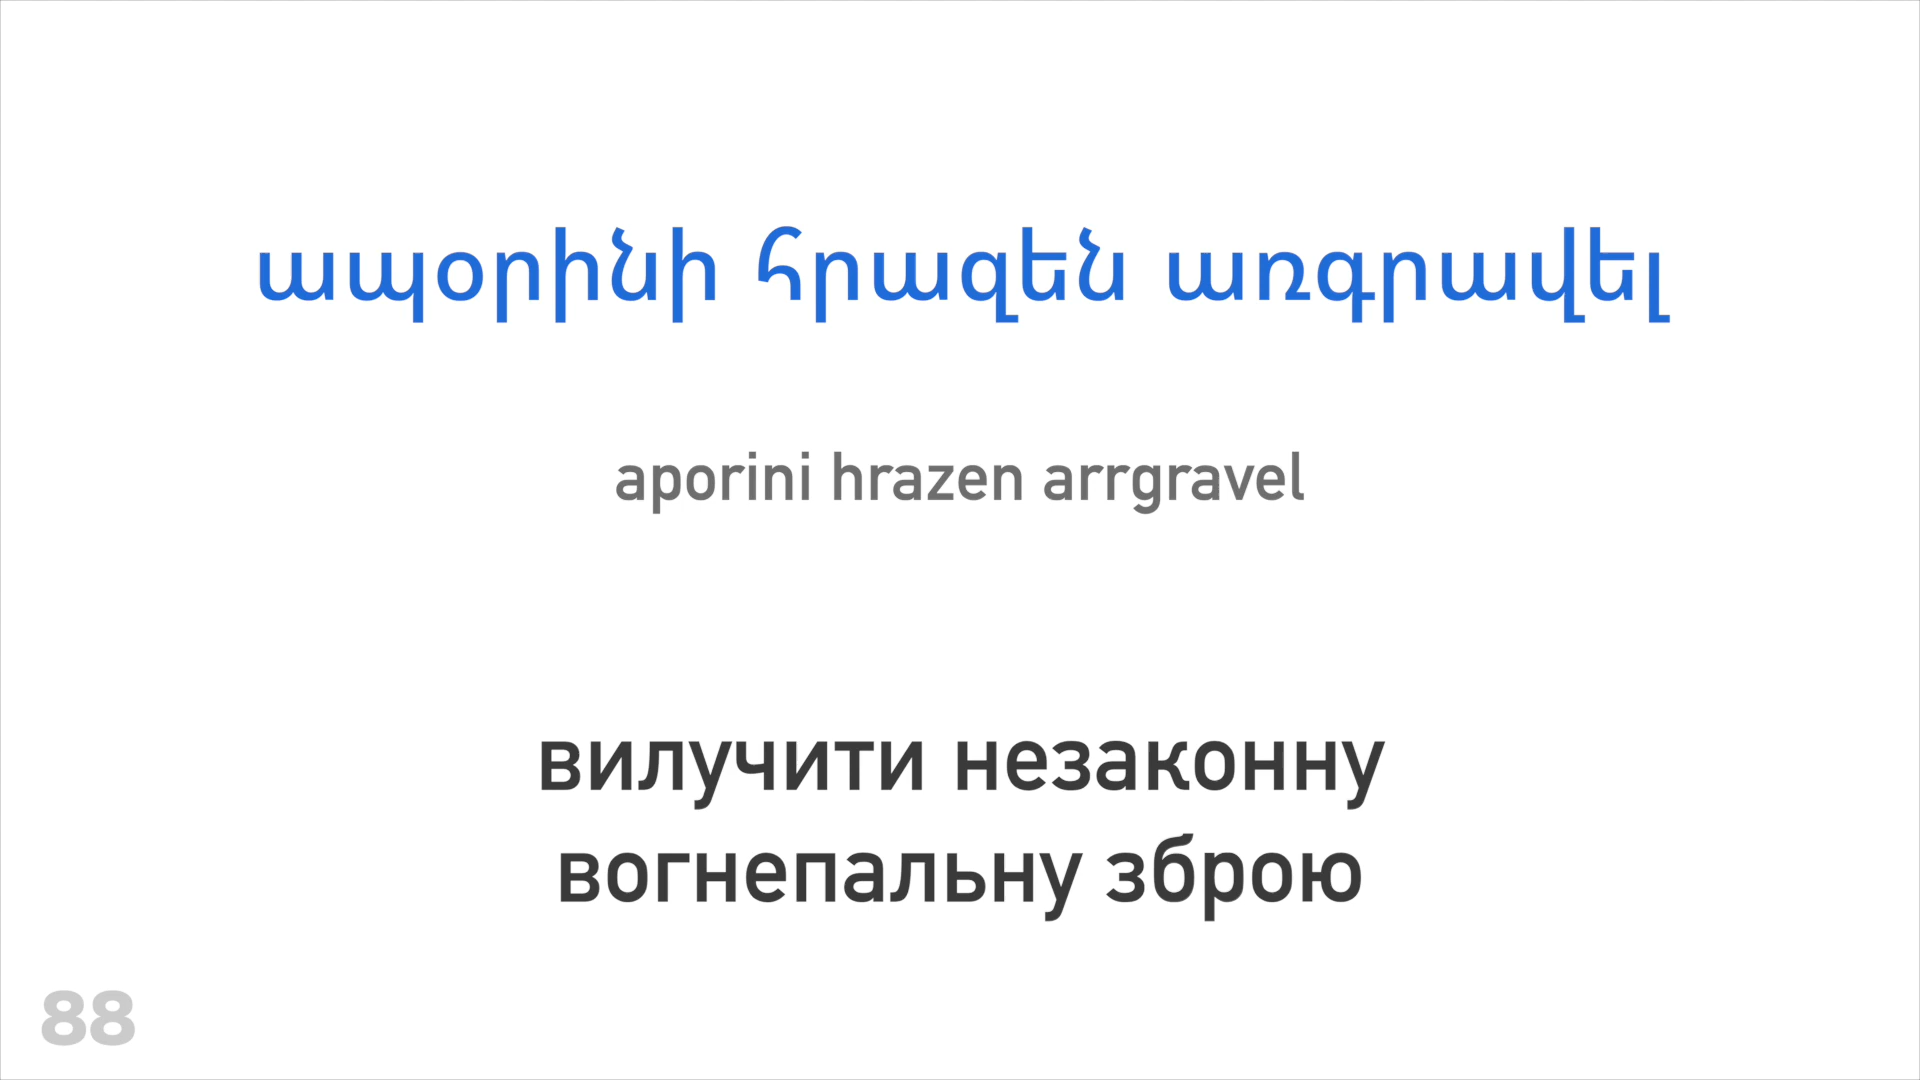 ապօրինի հրազեն առգրավել
aporini hrazen arrgravel
вилучити незаконну
вогнепальну зброю
88